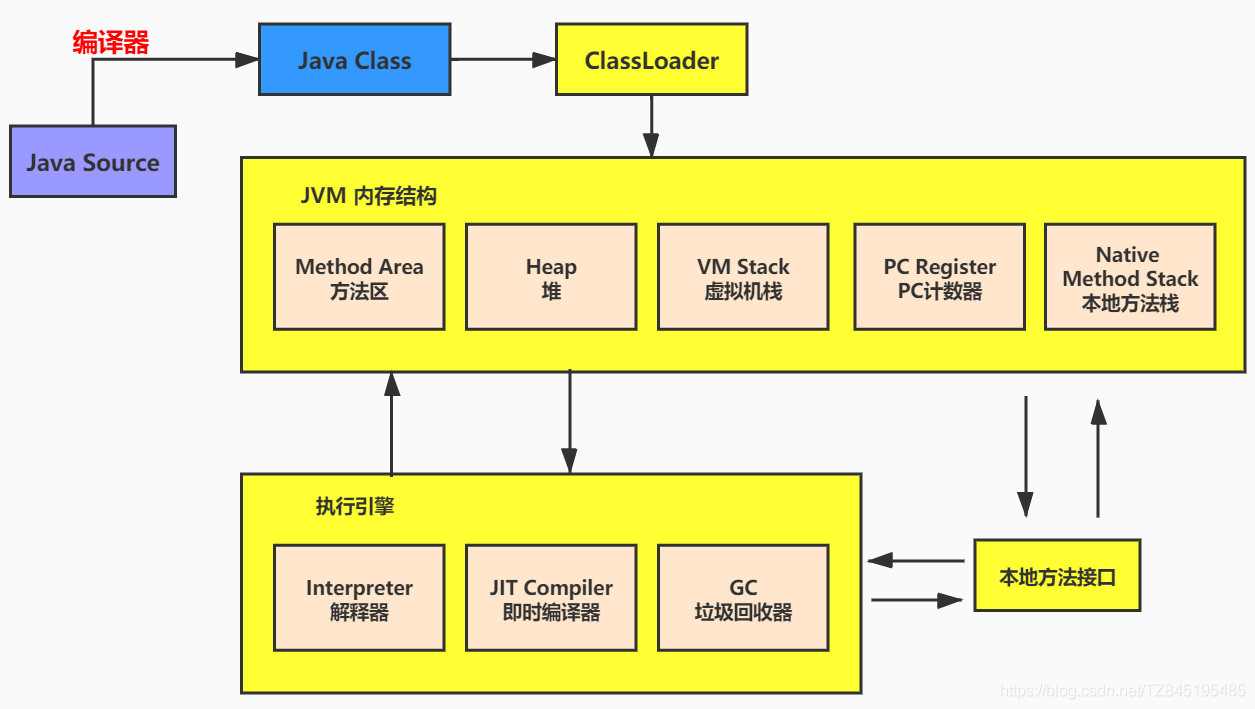 编译器
Java Class
ClassLoader
Java Source
JVM 内存结构
Method Area
方法区
Heap
堆
VM Stack
虚拟机栈
PC Register
PC计数器
Native
Method Stack
本地方法栈
执行引擎
Interpreter
解释器
JIT Compiler
即时编译器
GC
垃圾回收器
本地方法接口
https://blog.csdn.net/TZ845195485